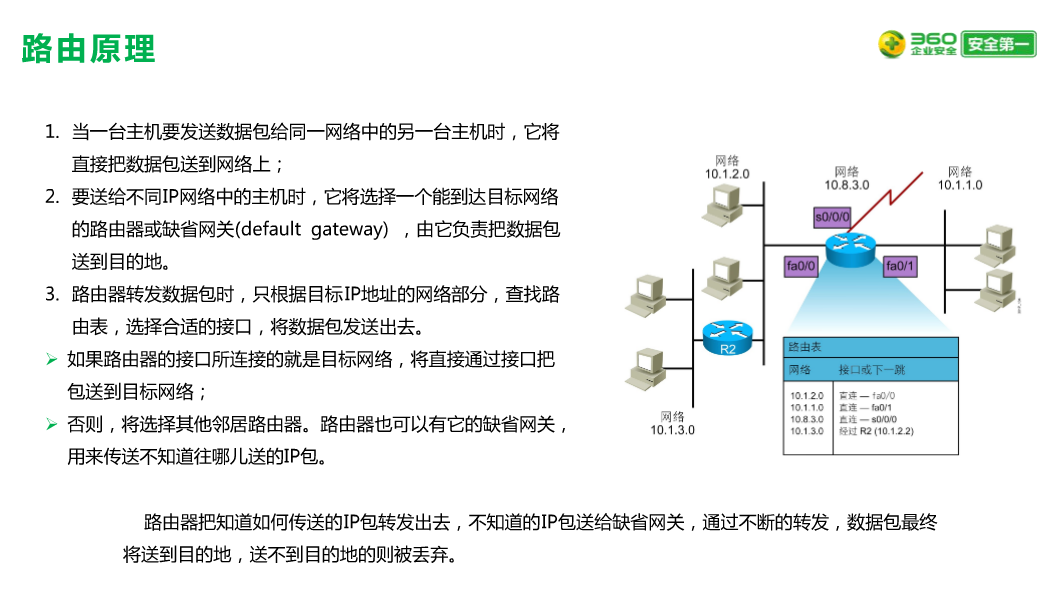 路由原理
360
企业安全
安全第一
1. 当一台主机要发送数据包给同一网络中的另一台主机时，它将
直接把数据包送到网络上；
2. 要送给不同IP网络中的主机时，它将选择一个能到达目标网络
的路由器或缺省网关(default gateway) ，由它负责把数据包
送到目的地。
3. 路由器转发数据包时，只根据目标IP地址的网络部分，查找路
由表，选择合适的接口，将数据包发送出去。
➢ 如果路由器的接口所连接的就是目标网络，将直接通过接口把
包送到目标网络；
➢ 否则，将选择其他邻居路由器。路由器也可以有它的缺省网关，
用来传送不知道往哪儿送的IP包。
网络
10.1.2.0
网络
10.8.3.0
网络
10.1.1.0
s0/0/0
fa0/0
fa0/1
R2
网络
10.1.3.0
路由表
网络 接口或下一跳
10.1.2.0 直连 — fa0/0
10.1.1.0 直连 — fa0/1
10.8.3.0 直连 — s0/0/0
10.1.3.0 经过 R2 (10.1.2.2)
路由器把知道如何传送的IP包转发出去，不知道的IP包送给缺省网关，通过不断的转发，数据包最终
将送到目的地，送不到目的地的则被丢弃。